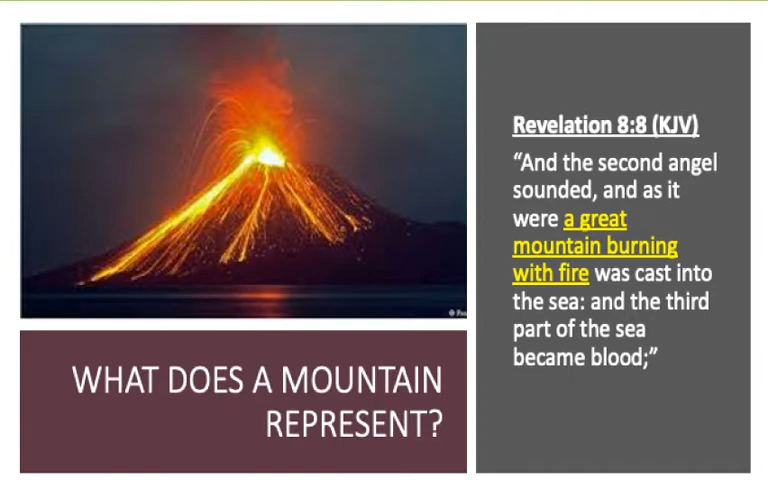 WHAT DOES A MOUNTAIN
REPRESENT?
Revelation 8:8 (KJV)
“And the second angel
sounded, and as it
were a great
mountain burning
with fire was cast into
the sea: and the third
part of the sea
became blood;”